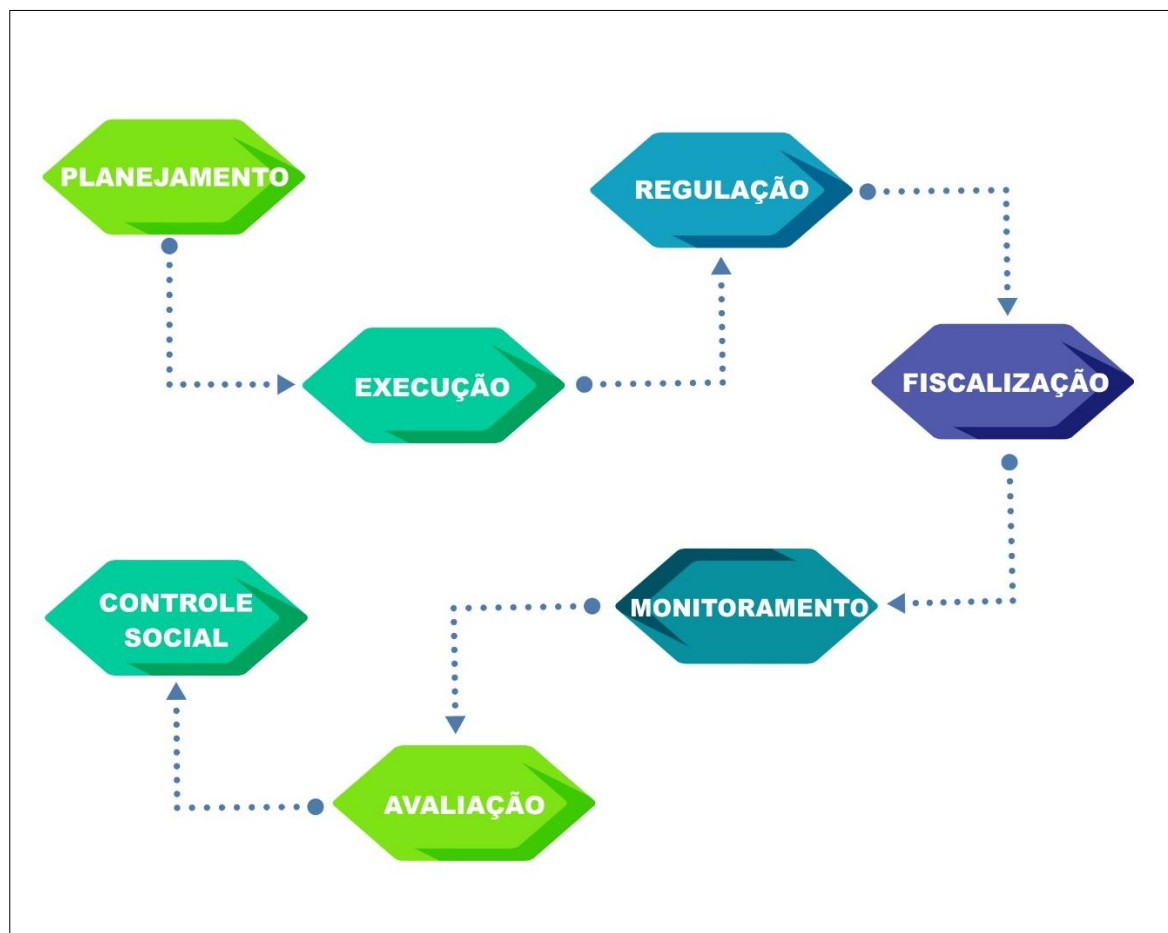 PLANEJAMENTO
EXECUÇÃO
REGULAÇÃO
FISCALIZAÇÃO
MONITORAMENTO
AVALIAÇÃO
CONTROLE
SOCIAL